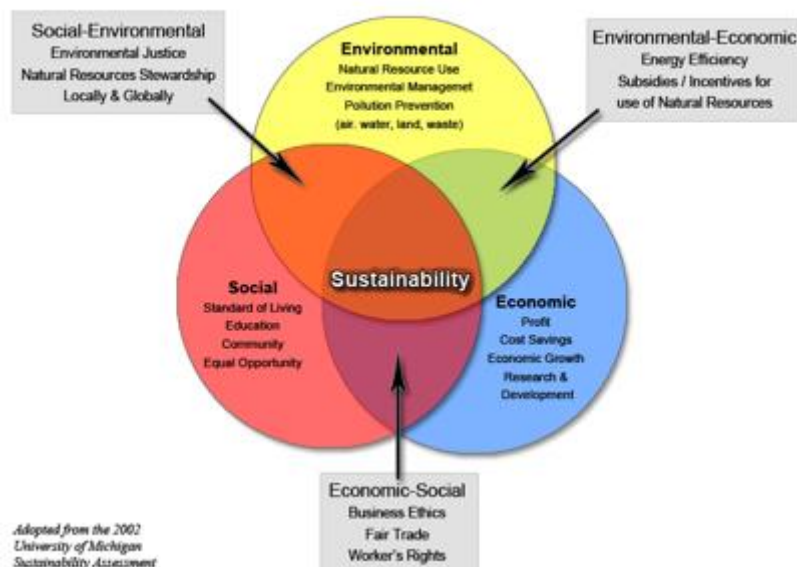 Social-Environmental
Environmental Justice
Natural Resources Stewardship
Locally & Globally
Environmental
Natural Resource Use
Environmental Managemet
Pollution Prevention
(air. water, land, waste)
Environmental-Economic
Energy Efficiency
Subsidies / Incentives for
use of Natural Resources
Sustainability
Social
Standard of Living
Education
Community
Equal Opportunity
Economic
Profit
Cost Savings
Economic Growth
Research &
Development
Economic-Social
Business Ethics
Fair Trade
Worker's Rights
Adopted from the 2002
University of Michigan
Sustainability Assessment